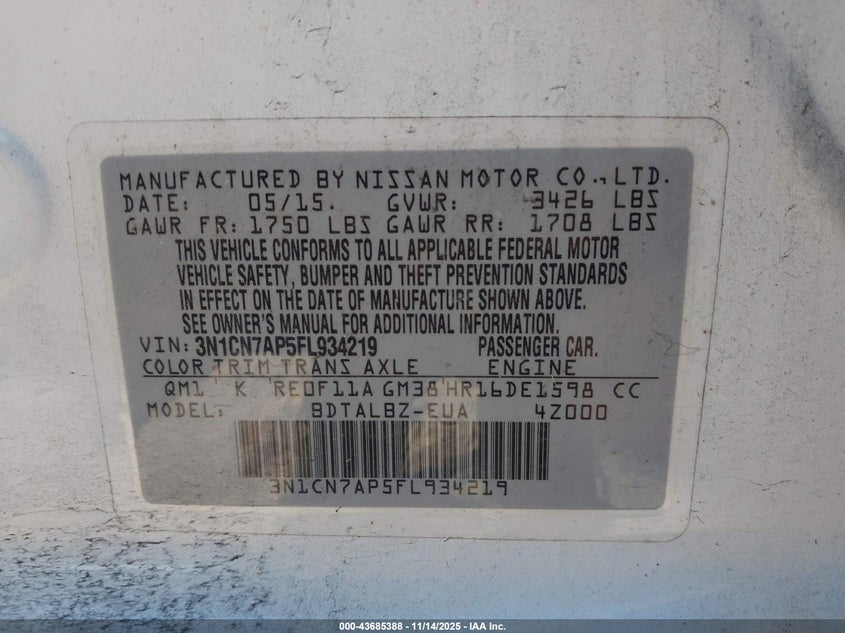 MANUFACTURED BY NISSAN MOTOR CO., LTD.
DATE: 05/15. GVWR: 3426 LBS
GAWR FR: 1750 LBS GAWR RR: 1708 LBS
THIS VEHICLE CONFORMS TO ALL APPLICABLE FEDERAL MOTOR
VEHICLE SAFETY, BUMPER AND THEFT PREVENTION STANDARDS
IN EFFECT ON THE DATE OF MANUFACTURE SHOWN ABOVE.
SEE OWNER'S MANUAL FOR ADDITIONAL INFORMATION.
VIN: 3N1CN7AP5FL934219 PASSENGER CAR.
COLOR TRIM TRANS AXLE ENGINE
QM1 K RE0F11A GM38 HR16DE1598 CC
MODEL: BDTALBZ-EUA 4Z000
3N1CN7AP5FL934219
000-43685388 - 11/14/2025 - IAA Inc.